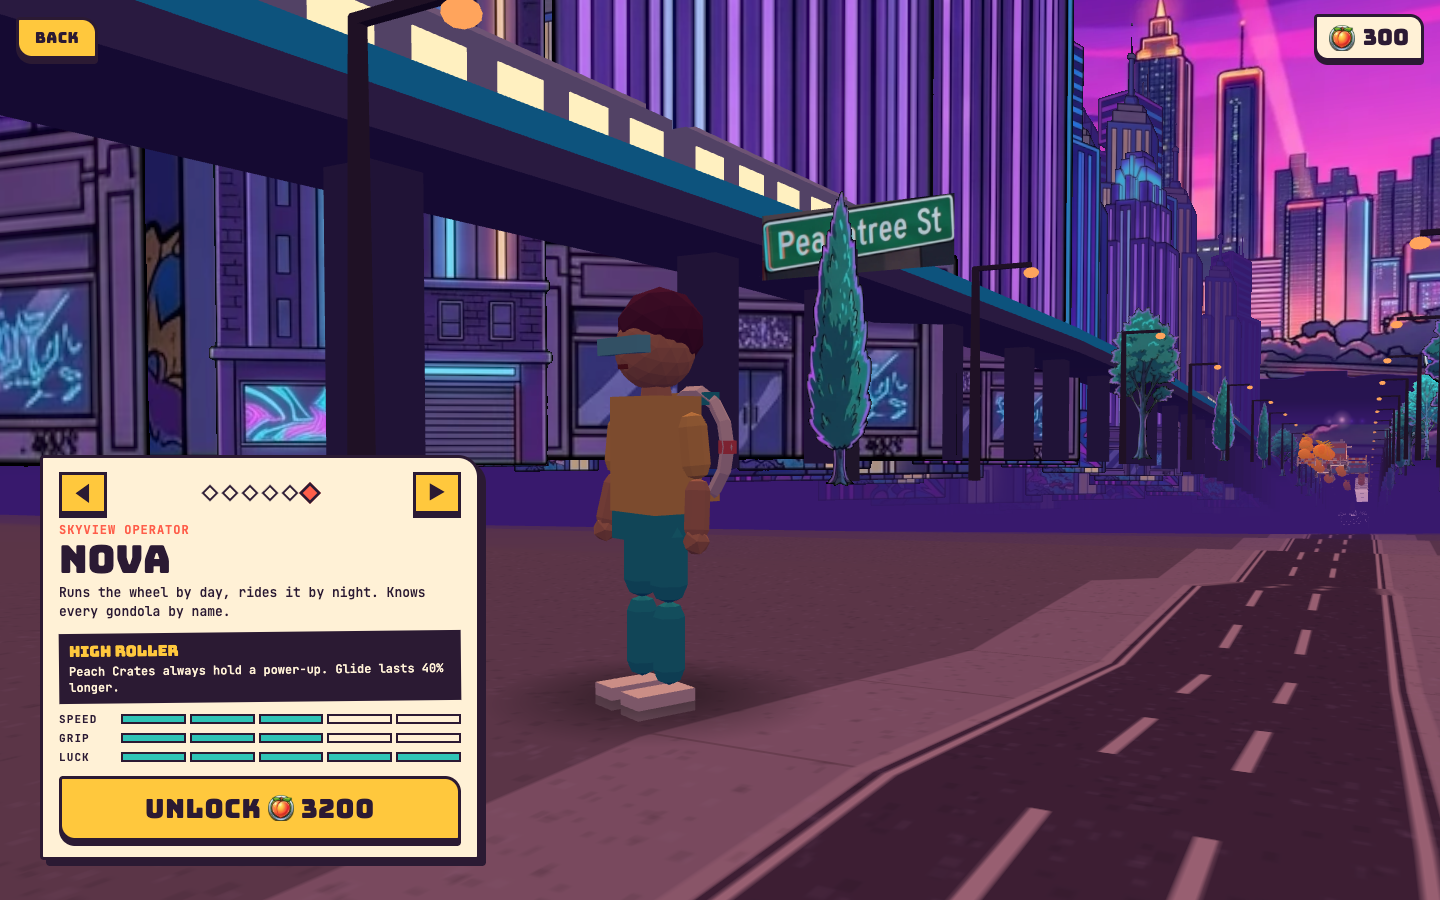 BACK
300
Peachtree St
SKYVIEW OPERATOR
NOVA
Runs the wheel by day, rides it by night. Knows
every gondola by name.
HIGH ROLLER
Peach Crates always hold a power-up. Glide lasts 40%
longer.
SPEED
GRIP
LUCK
UNLOCK 3200